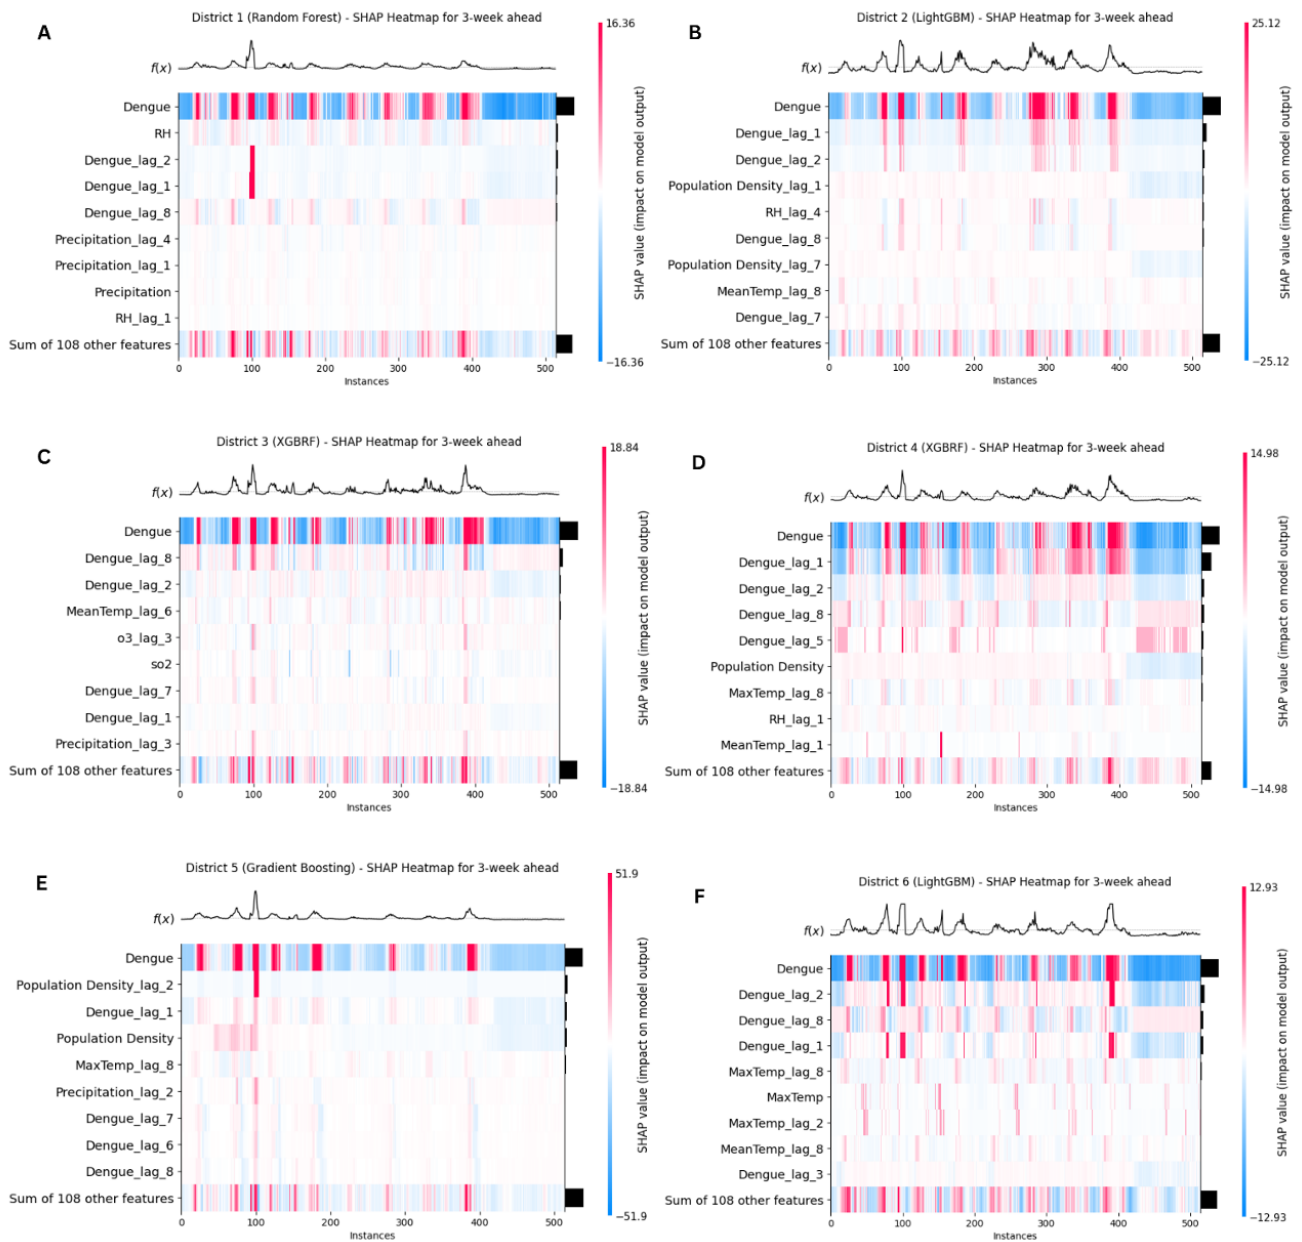 A
District 1 (Random Forest) - SHAP Heatmap for 3-week ahead
16.36
f(x)
Dengue
RH
Dengue_lag_2
Dengue_lag_1
Dengue_lag_8
Precipitation_lag_4
Precipitation_lag_1
Precipitation
RH_lag_1
Sum of 108 other features
0 100 200 300 400 500
Instances
−16.36
SHAP value (impact on model output)
B
District 2 (LightGBM) - SHAP Heatmap for 3-week ahead
25.12
f(x)
Dengue
Dengue_lag_1
Dengue_lag_2
Population Density_lag_1
RH_lag_4
Dengue_lag_8
Population Density_lag_7
MeanTemp_lag_8
Dengue_lag_7
Sum of 108 other features
0 100 200 300 400 500
Instances
−25.12
SHAP value (impact on model output)
C
District 3 (XGBRF) - SHAP Heatmap for 3-week ahead
18.84
f(x)
Dengue
Dengue_lag_8
Dengue_lag_2
MeanTemp_lag_6
o3_lag_3
so2
Dengue_lag_7
Dengue_lag_1
Precipitation_lag_3
Sum of 108 other features
0 100 200 300 400 500
Instances
−18.84
SHAP value (impact on model output)
D
District 4 (XGBRF) - SHAP Heatmap for 3-week ahead
14.98
f(x)
Dengue
Dengue_lag_1
Dengue_lag_2
Dengue_lag_8
Dengue_lag_5
Population Density
MaxTemp_lag_8
RH_lag_1
MeanTemp_lag_1
Sum of 108 other features
0 100 200 300 400 500
Instances
−14.98
SHAP value (impact on model output)
E
District 5 (Gradient Boosting) - SHAP Heatmap for 3-week ahead
51.9
f(x)
Dengue
Population Density_lag_2
Dengue_lag_1
Population Density
MaxTemp_lag_8
Precipitation_lag_2
Dengue_lag_7
Dengue_lag_6
Dengue_lag_8
Sum of 108 other features
0 100 200 300 400 500
Instances
−51.9
SHAP value (impact on model output)
F
District 6 (LightGBM) - SHAP Heatmap for 3-week ahead
12.93
f(x)
Dengue
Dengue_lag_2
Dengue_lag_8
Dengue_lag_1
MaxTemp_lag_8
MaxTemp
MaxTemp_lag_2
MeanTemp_lag_8
Dengue_lag_3
Sum of 108 other features
0 100 200 300 400 500
Instances
−12.93
SHAP value (impact on model output)